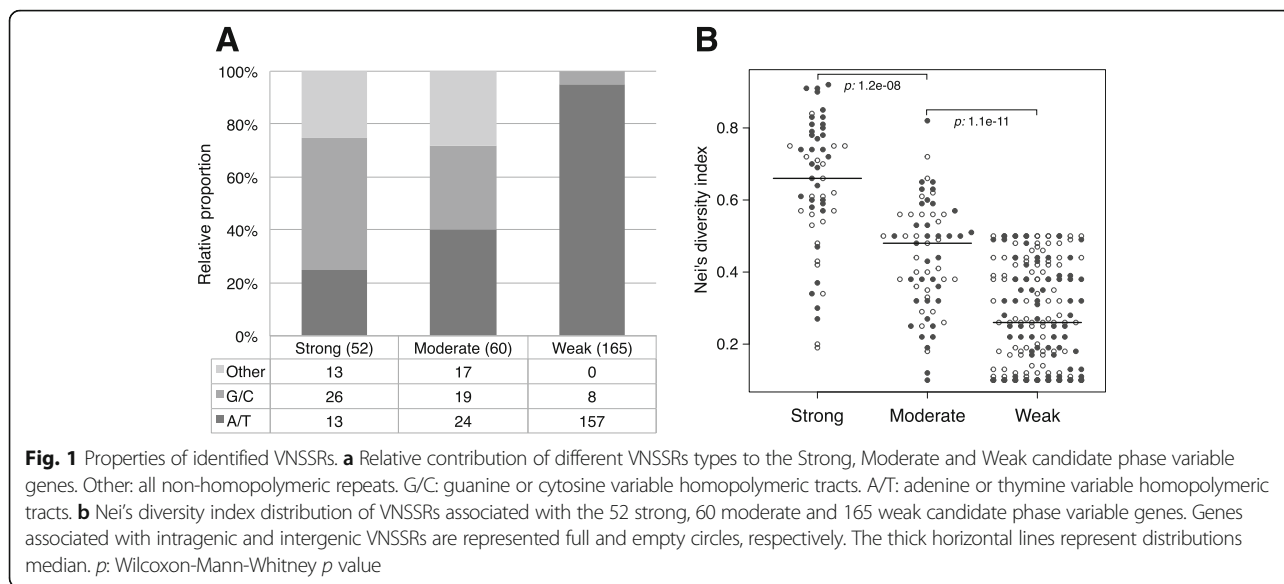 A
100%
80%
60%
40%
20%
0%
Relative proportion
Strong (52) Moderate (60) Weak (165)
Other 13 17 0
G/C 26 19 8
A/T 13 24 157
B
p: 1.2e-08
p: 1.1e-11
0.8
0.6
0.4
0.2
Nei's diversity index
Strong Moderate Weak
Fig. 1 Properties of identified VNSSRs. a Relative contribution of different VNSSRs types to the Strong, Moderate and Weak candidate phase variable
genes. Other: all non-homopolymeric repeats. G/C: guanine or cytosine variable homopolymeric tracts. A/T: adenine or thymine variable homopolymeric
tracts. b Nei's diversity index distribution of VNSSRs associated with the 52 strong, 60 moderate and 165 weak candidate phase variable genes. Genes
associated with intragenic and intergenic VNSSRs are represented full and empty circles, respectively. The thick horizontal lines represent distributions
median. p: Wilcoxon-Mann-Whitney p value